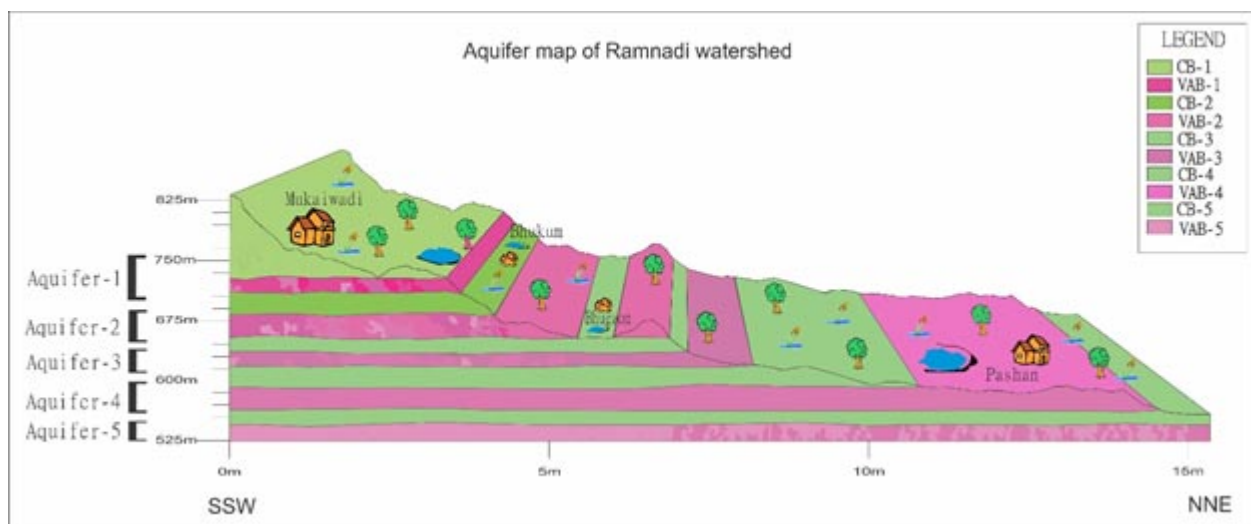 Aquifer map of Ramnadi watershed
LEGEND
CB-1
VAB-1
CB-2
VAB-2
CB-3
VAB-3
CB-4
VAB-4
CB-5
VAB-5
825m
Mukaiwadi
Bhukum
750m
Aquifer-1
675m
Aquifer-2
Aquifer-3
600m
Pashan
Aquifer-4
Aquifer-5
525m
0m
5m
10m
15m
SSW
NNE